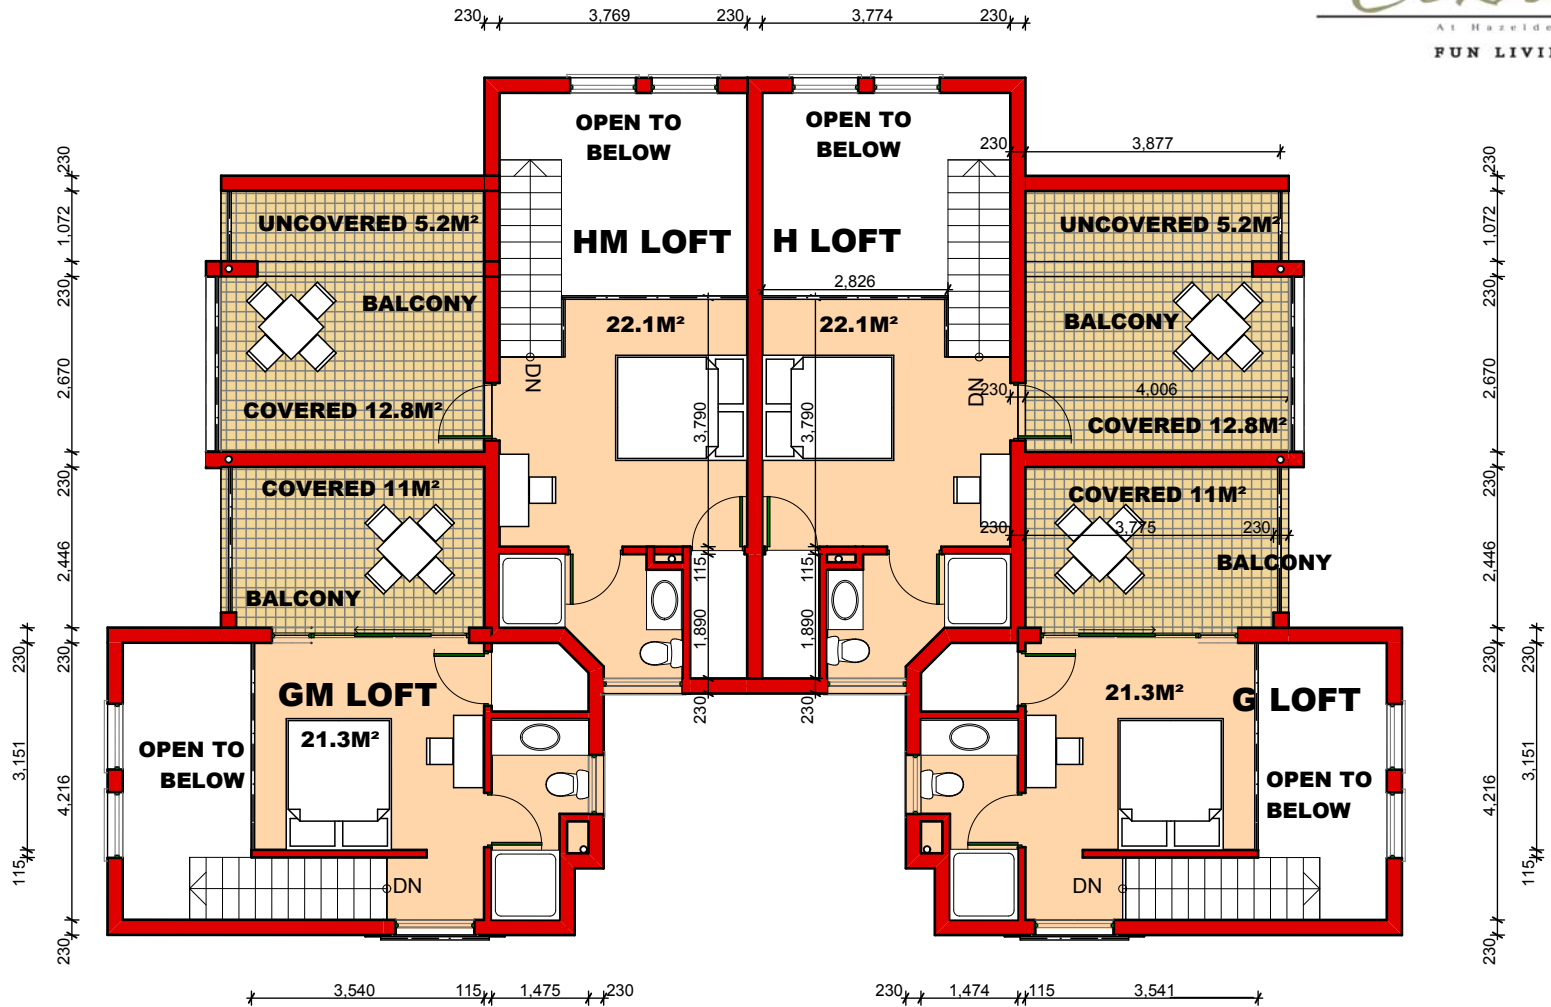 230 3,769 230 3,774 230
At Hazelde
FUN LIVI
OPEN TO
BELOW
OPEN TO
BELOW
230 3,877
230
1,072
230
2,670
230
2,446
230
4,216
230
230
3,151
115
UNCOVERED 5.2M²
HM LOFT
H LOFT
UNCOVERED 5.2M²
2,826
BALCONY
22.1M²
22.1M²
BALCONY
DN
DN
230 4,006
COVERED 12.8M²
3,790
3,790
COVERED 12.8M²
COVERED 11M²
COVERED 11M²
230 3,775 230
BALCONY
BALCONY
115
115
1,890
1,890
230
230
GM LOFT
21.3M²
21.3M²
G LOFT
OPEN TO
BELOW
OPEN TO
BELOW
DN
DN
230
1,072
230
2,670
230
2,446
230
4,216
230
230
3,151
115
3,540 115 1,475 230
230 1,474 115 3,541